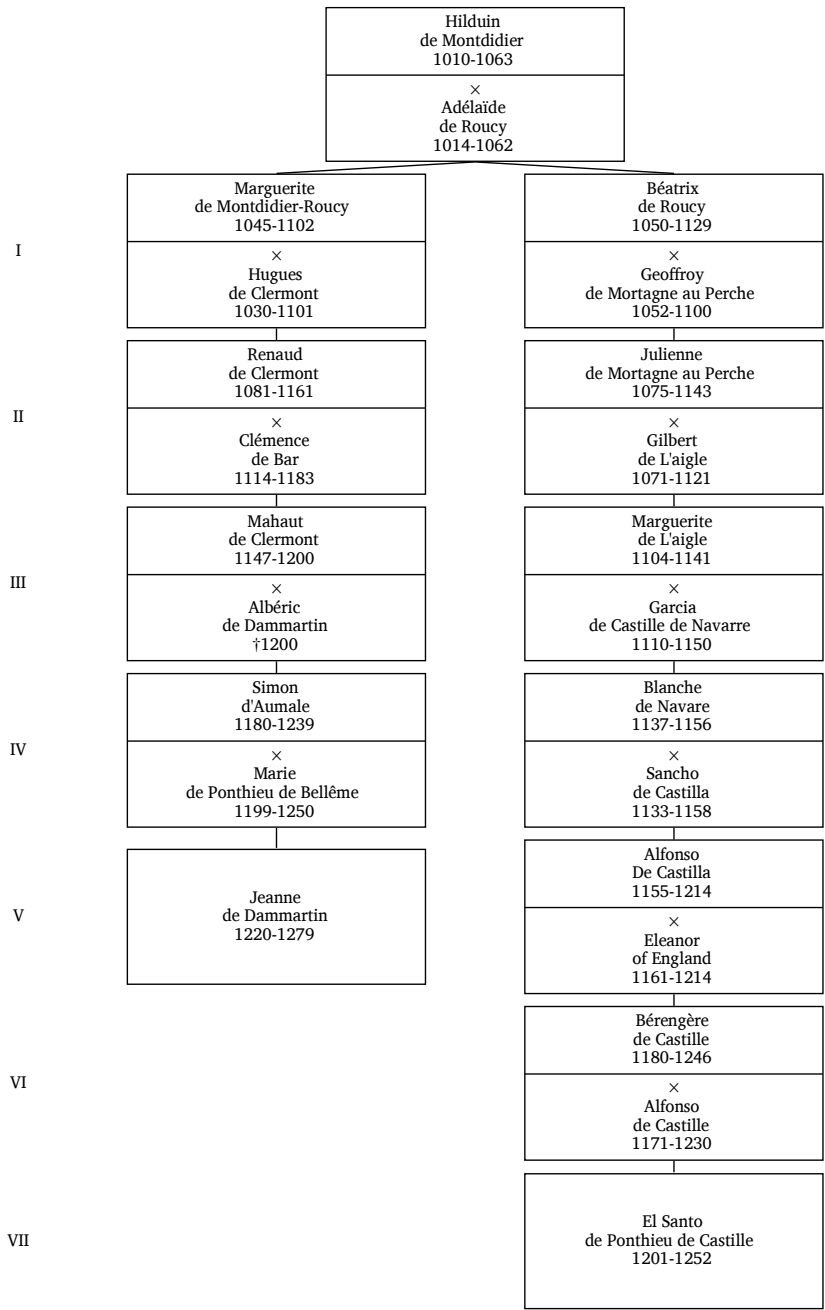 Hilduin
de Montdidier
1010-1063
×
Adélaïde
de Roucy
1014-1062
I
Marguerite
de Montdidier-Roucy
1045-1102
×
Hugues
de Clermont
1030-1101
Béatrix
de Roucy
1050-1129
×
Geoffroy
de Mortagne au Perche
1052-1100
II
Renaud
de Clermont
1081-1161
×
Clémence
de Bar
1114-1183
Julienne
de Mortagne au Perche
1075-1143
×
Gilbert
de L'aigle
1071-1121
III
Mahaut
de Clermont
1147-1200
×
Albéric
de Dammartin
†1200
Marguerite
de L'aigle
1104-1141
×
Garcia
de Castille de Navarre
1110-1150
IV
Simon
d'Aumale
1180-1239
×
Marie
de Ponthieu de Bellême
1199-1250
Blanche
de Navare
1137-1156
×
Sancho
de Castilla
1133-1158
V
Jeanne
de Dammartin
1220-1279
Alfonso
De Castilla
1155-1214
×
Eleanor
of England
1161-1214
VI
Bérengère
de Castille
1180-1246
×
Alfonso
de Castille
1171-1230
VII
El Santo
de Ponthieu de Castille
1201-1252